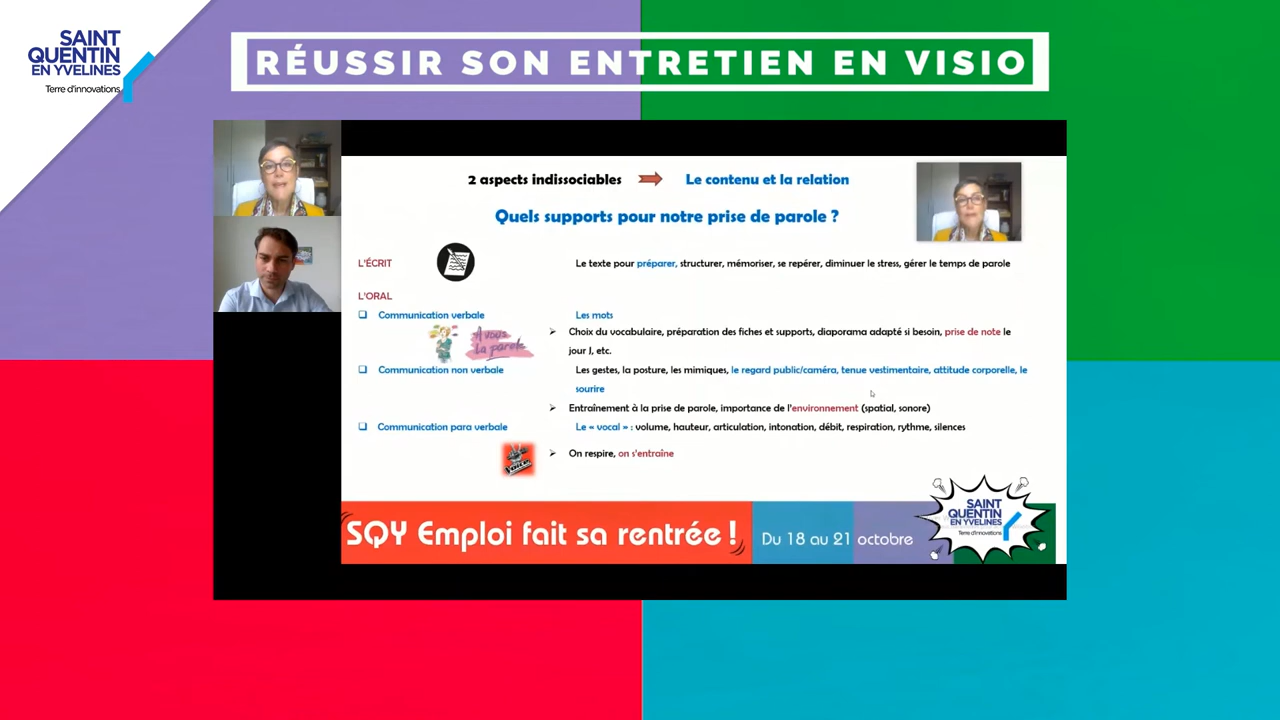 SAINT
QUENTIN
EN YVELINES
Terre d'innovations
RÉUSSIR SON ENTRETIEN EN VISIO
2 aspects indissociables
Le contenu et la relation
Quels supports pour notre prise de parole ?
L'ÉCRIT
Le texte pour préparer, structurer, mémoriser, se repérer, diminuer le stress, gérer le temps de parole
L'ORAL
Communication verbale
Les mots
A vous
la parole
Choix du vocabulaire, préparation des fiches et supports, diaporama adapté si besoin, prise de note le
jour J, etc.
Communication non verbale
Les gestes, la posture, les mimiques, le regard public/caméra, tenue vestimentaire, attitude corporelle, le
sourire
Entraînement à la prise de parole, importance de l'environnement (spatial, sonore)
Communication para verbale
Le « vocal » : volume, hauteur, articulation, intonation, débit, respiration, rythme, silences
On respire, on s'entraîne
SQY Emploi fait sa rentrée !
Du 18 au 21 octobre
SAINT
QUENTIN
EN YVELINES
Terre d'innovations